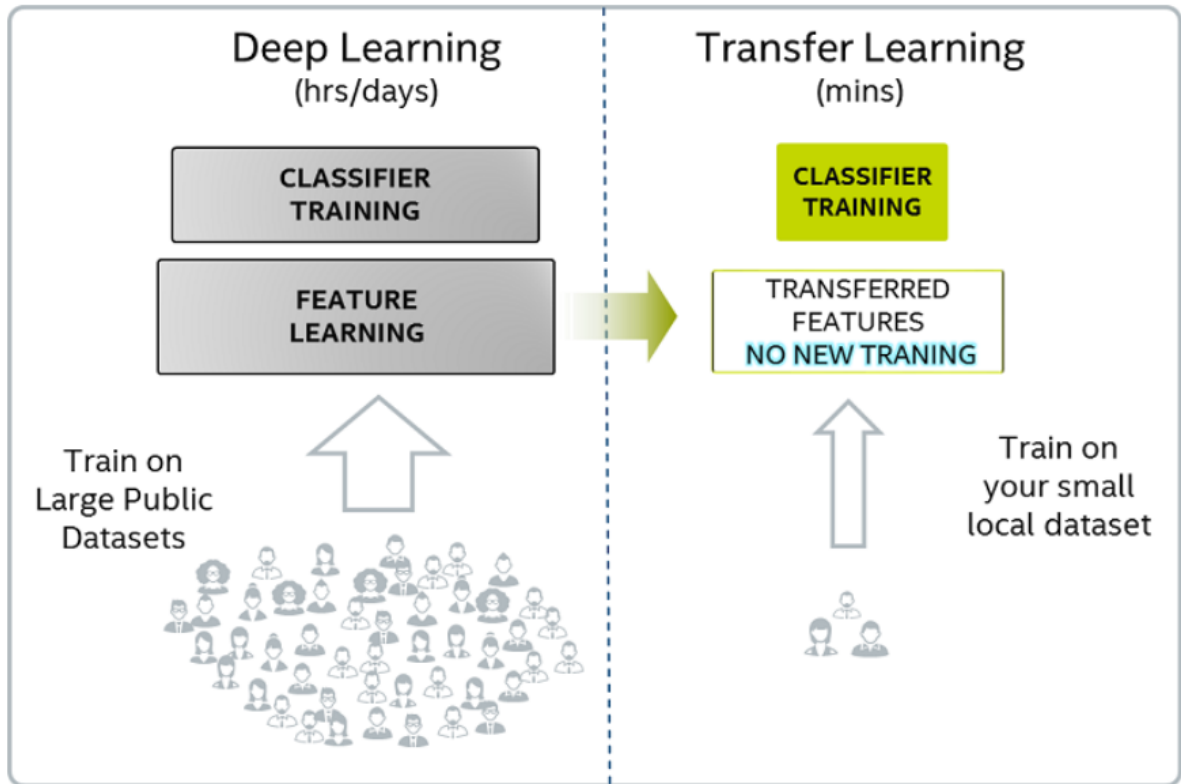 Deep Learning
(hrs/days)
CLASSIFIER
TRAINING
FEATURE
LEARNING
Train on
Large Public
Datasets
Transfer Learning
(mins)
CLASSIFIER
TRAINING
TRANSFERRED
FEATURES
NO NEW TRANING
Train on
your small
local dataset